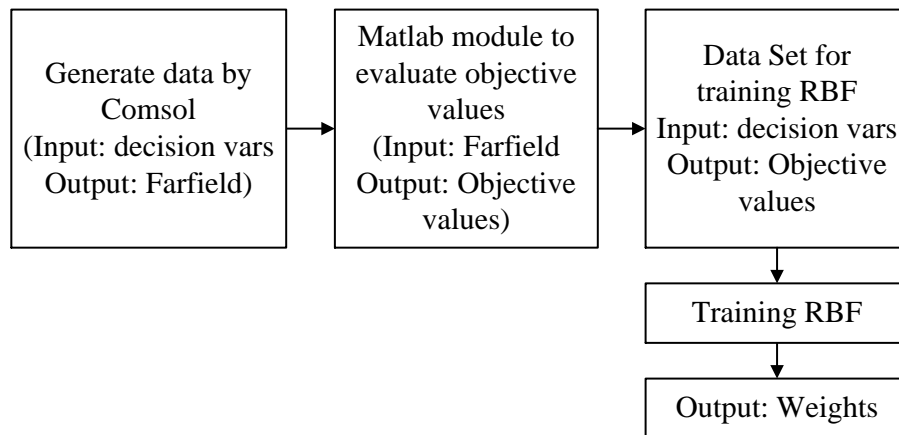 Generate data by
Comsol
(Input: decision vars
Output: Farfield)
Matlab module to
evaluate objective
values
(Input: Farfield
Output: Objective
values)
Data Set for
training RBF
Input: decision vars
Output: Objective
values
Training RBF
Output: Weights